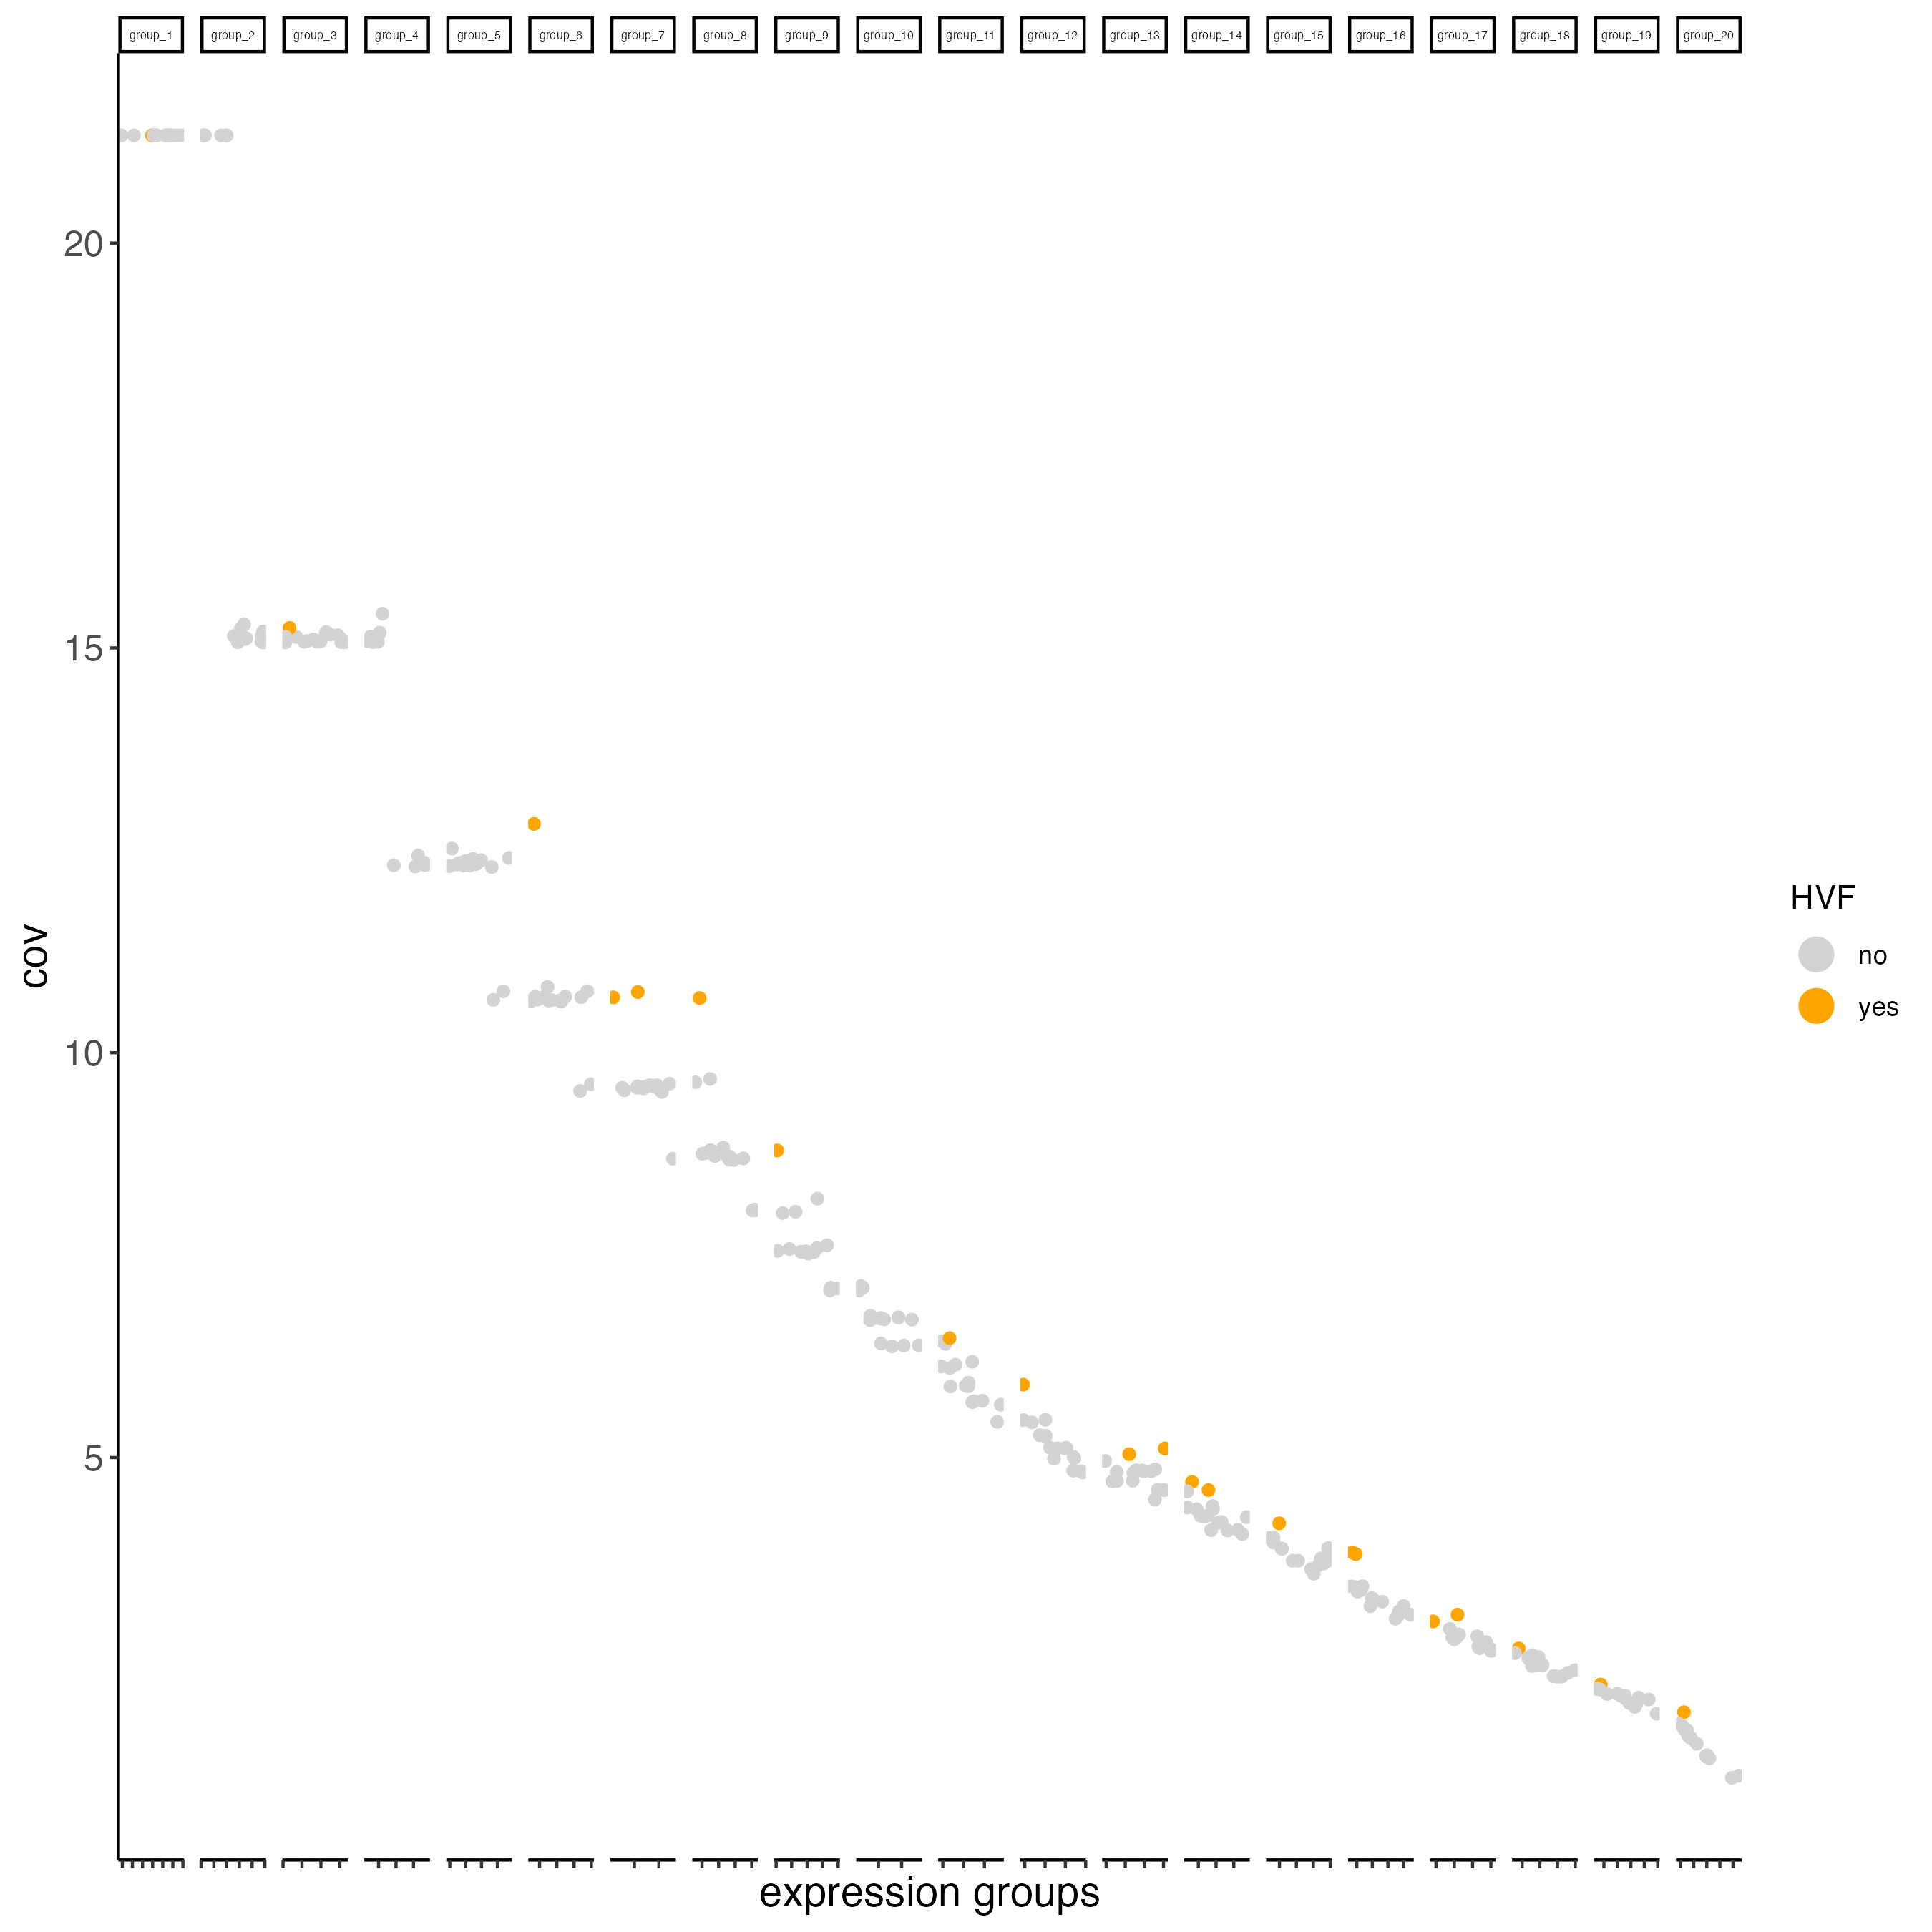 group_1 group_2 group_3 group_4 group_5 group_6 group_7 group_8 group_9 group_10 group_11 group_12 group_13 group_14 group_15 group_16 group_17 group_18 group_19 group_20
20
15
10
5
cov
expression groups
HVF
no
yes